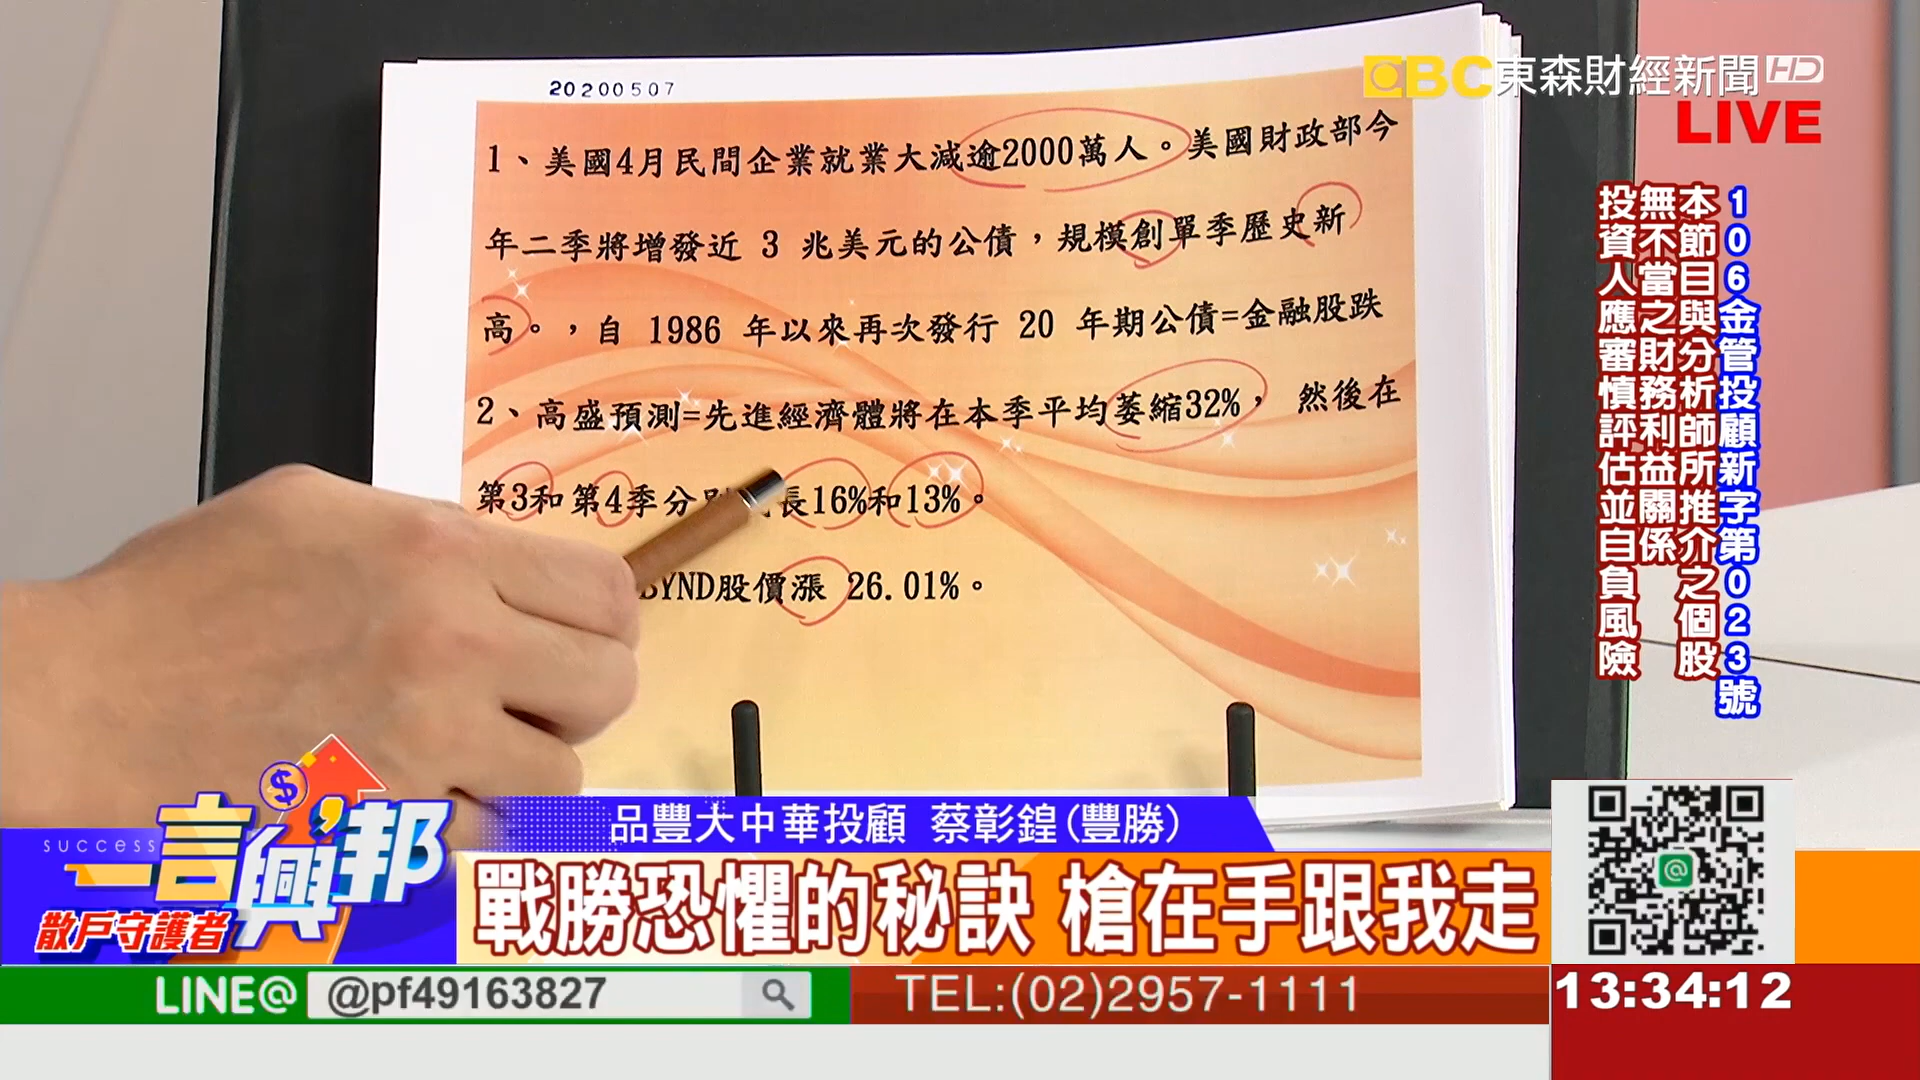 20200507
1、美國4月民間企業就業大減逾2000萬人。美國財政部今
年二季將增發近 3 兆美元的公債，規模創單季歷史新
高。，自 1986 年以來再次發行 20 年期公債=金融股跌
2、高盛預測=先進經濟體將在本季平均萎縮32%， 然後在
第3和第4季分 長16%和13%。
BYND股價漲 26.01%。
EBC東森財經新聞HD
LIVE
106金管投顧新字第023號
本節目與分析師所推介之個股
無不當之財務利益關係
投資人應審慎評估並自負風險
success
一言興邦
散戶守護者
品豐大中華投顧 蔡彰鍠(豐勝)
戰勝恐懼的秘訣 槍在手跟我走
LINE@ @pf49163827
TEL:(02)2957-1111
13:34:12